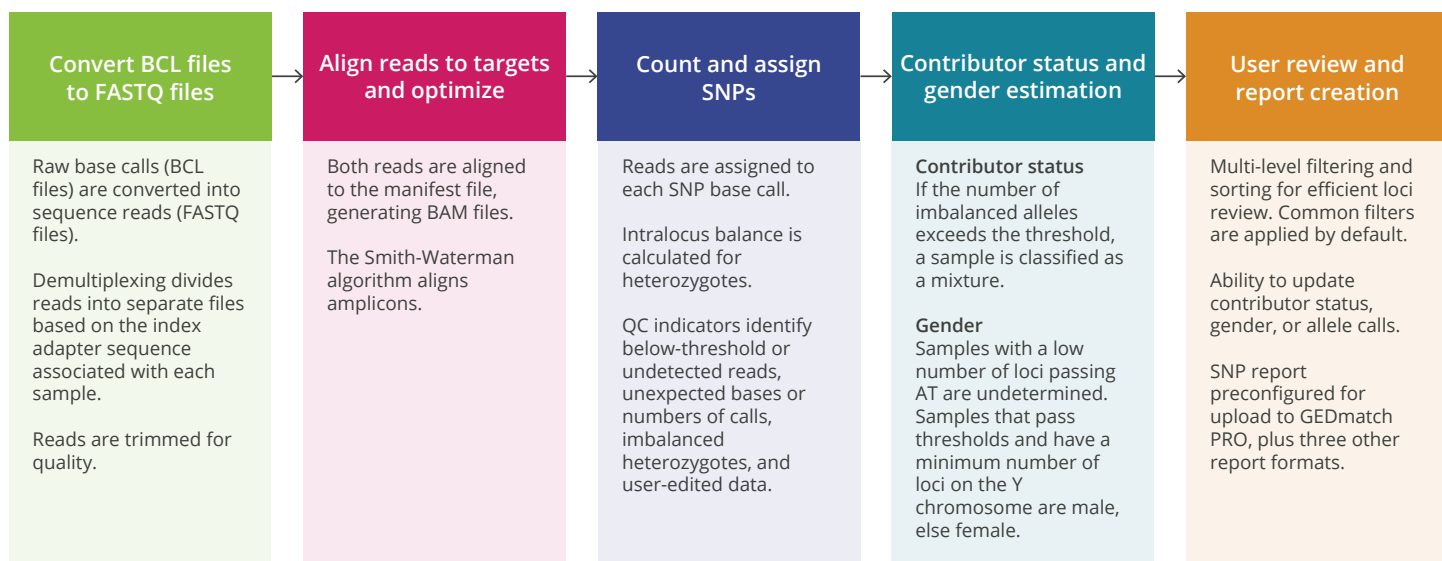 Convert BCL files
to FASTQ files
Raw base calls (BCL
files) are converted into
sequence reads (FASTQ
files).
Demultiplexing divides
reads into separate files
based on the index
adapter sequence
associated with each
sample.
Reads are trimmed for
quality.
Align reads to targets
and optimize
Both reads are aligned
to the manifest file,
generating BAM files.
The Smith-Waterman
algorithm aligns
amplicons.
Count and assign
SNPs
Reads are assigned to
each SNP base call.
Intralocus balance is
calculated for
heterozygotes.
QC indicators identify
below-threshold or
undetected reads,
unexpected bases or
numbers of calls,
imbalanced
heterozygotes, and
user-edited data.
Contributor status and
gender estimation
Contributor status
If the number of
imbalanced alleles
exceeds the threshold,
a sample is classified as
a mixture.
Gender
Samples with a low
number of loci passing
AT are undetermined.
Samples that pass
thresholds and have a
minimum number of
loci on the Y
chromosome are male,
else female.
User review and
report creation
Multi-level filtering and
sorting for efficient loci
review. Common filters
are applied by default.
Ability to update
contributor status,
gender, or allele calls.
SNP report
preconfigured for
upload to GEDmatch
PRO, plus three other
report formats.